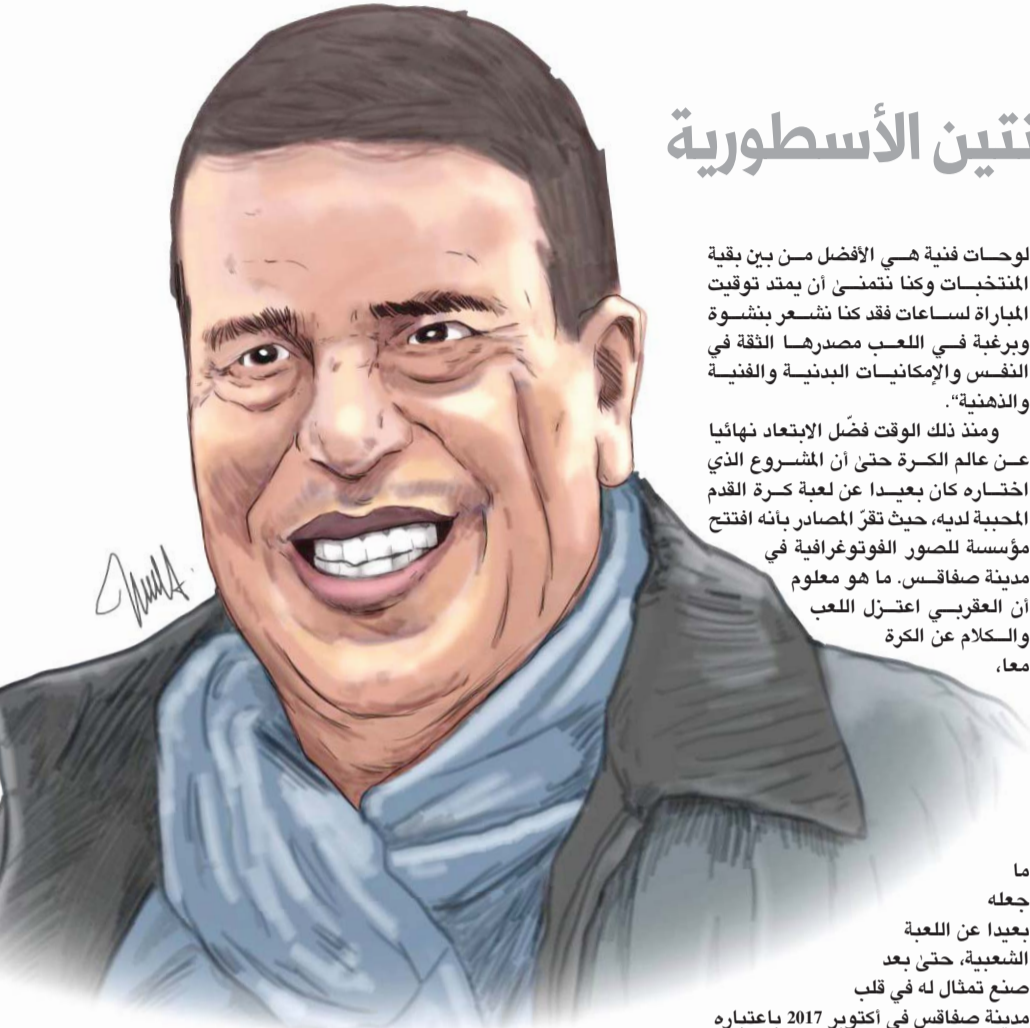 نتين الأسطورية
لوحات فنية هي الأفضل من بين بقية
المنتخبات وكنا نتمنى أن يمتد توقيت
المباراة لساعات فقد كنا نشعر بنشوة
وبرغبة في اللعب مصدرها الثقة في
النفس والإمكانيات البدنية والفنية
والذهنية“.
ومنذ ذلك الوقت فضّل الابتعاد نهائيا
عن عالم الكرة حتى أن المشروع الذي
اختاره كان بعيدا عن لعبة كرة القدم
المحببة لديه، حيث تقرّ المصادر بأنه افتتح
مؤسسة للصور الفوتوغرافية في
مدينة صفاقس. ما هو معلوم
أن العقربي اعتزل اللعب
والكلام عن الكرة
معا،
ما
جعله
بعيدا عن اللعبة
الشعبية، حتى بعد
صنع تمثال له في قلب
مدينة صفاقس في أكتوبر 2017 باعتباره